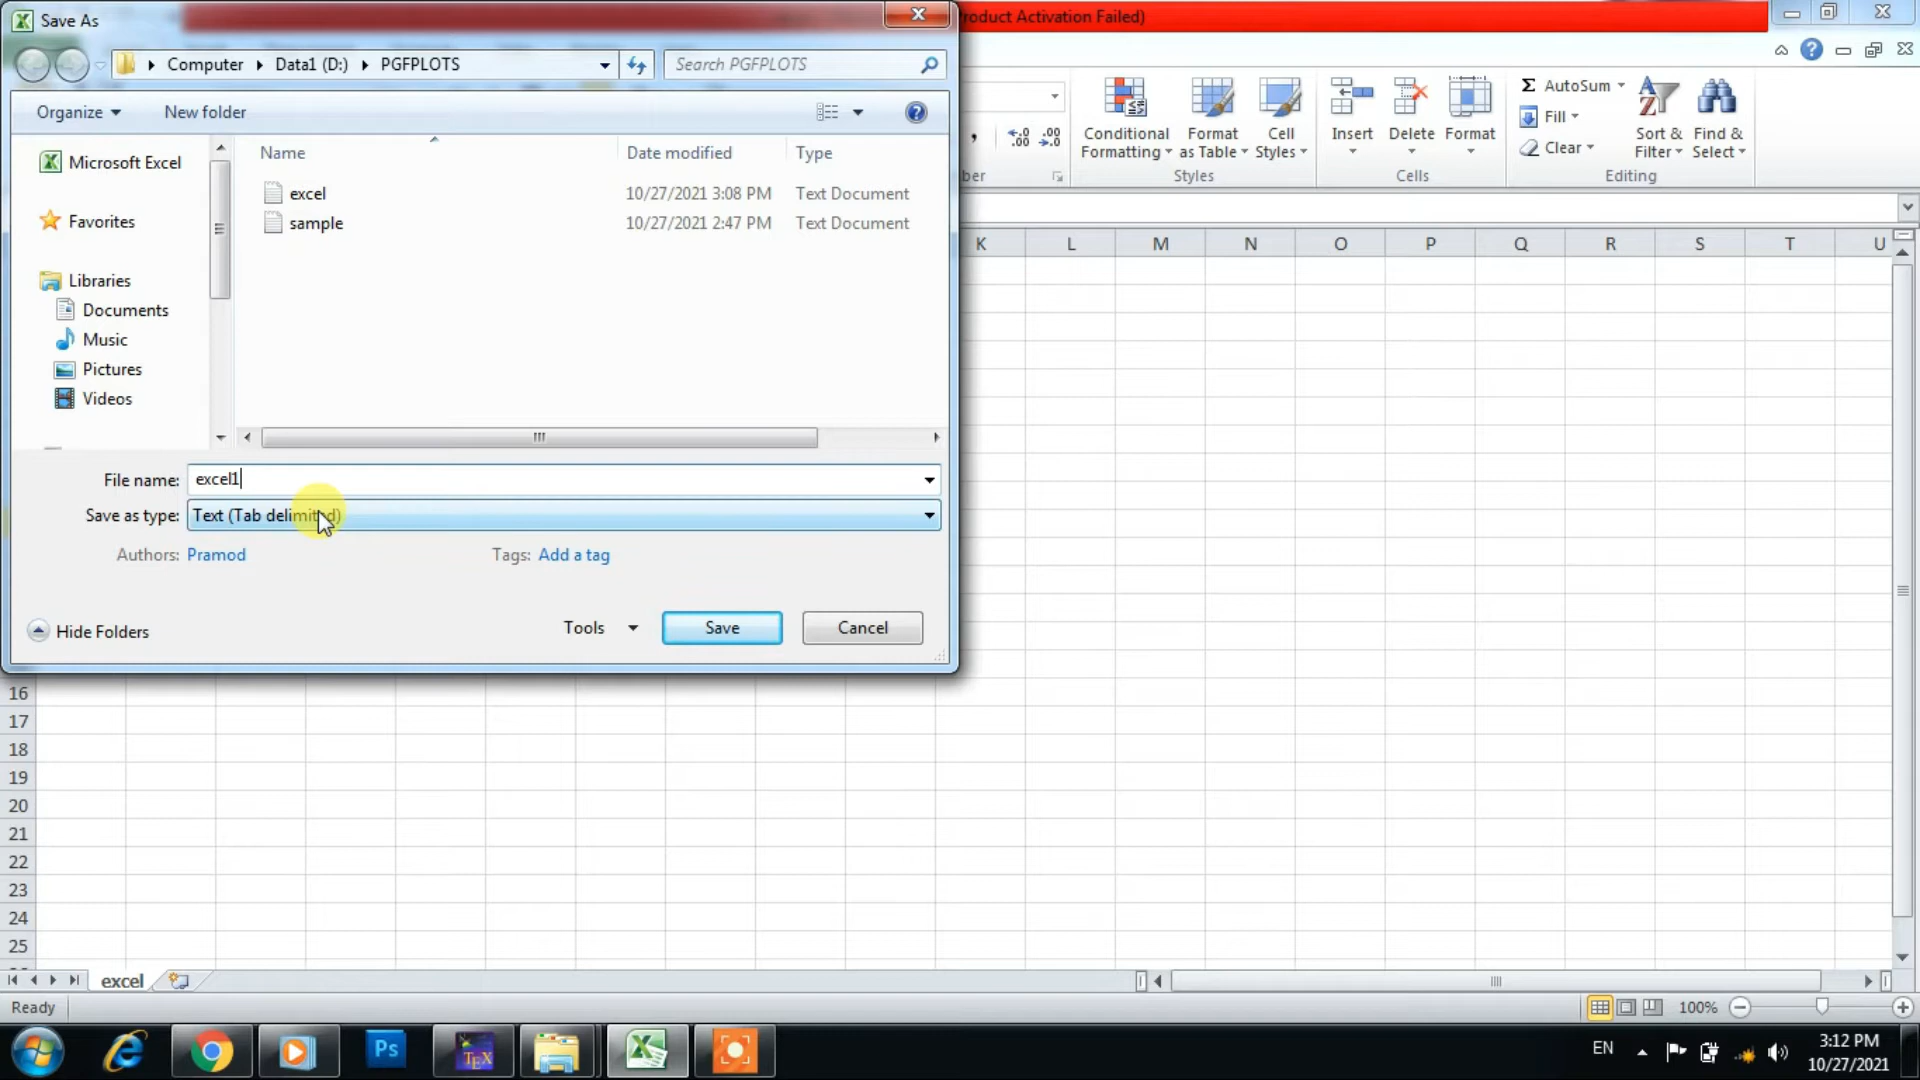 Save As
roduct Activation Failed)
Computer Data1 (D:) PGFPLOTS
Search PGFPLOTS
Organize New folder
Microsoft Excel
Favorites
Libraries
Documents
Music
Pictures
Videos
Name Date modified Type
excel 10/27/2021 3:08 PM Text Document
sample 10/27/2021 2:47 PM Text Document
File name: excel1
Save as type: Text (Tab delimited)
Authors: Pramod Tags: Add a tag
Hide Folders Tools Save Cancel
Conditional Formatting
Format as Table
Cell Styles
Insert Delete Format
AutoSum
Fill
Clear
Sort & Filter
Find & Select
ber Styles Cells Editing
K L M N O P Q R S T U
16
17
18
19
20
21
22
23
24
25
excel
Ready 100%
Ps TEX EN 3:12 PM
10/27/2021